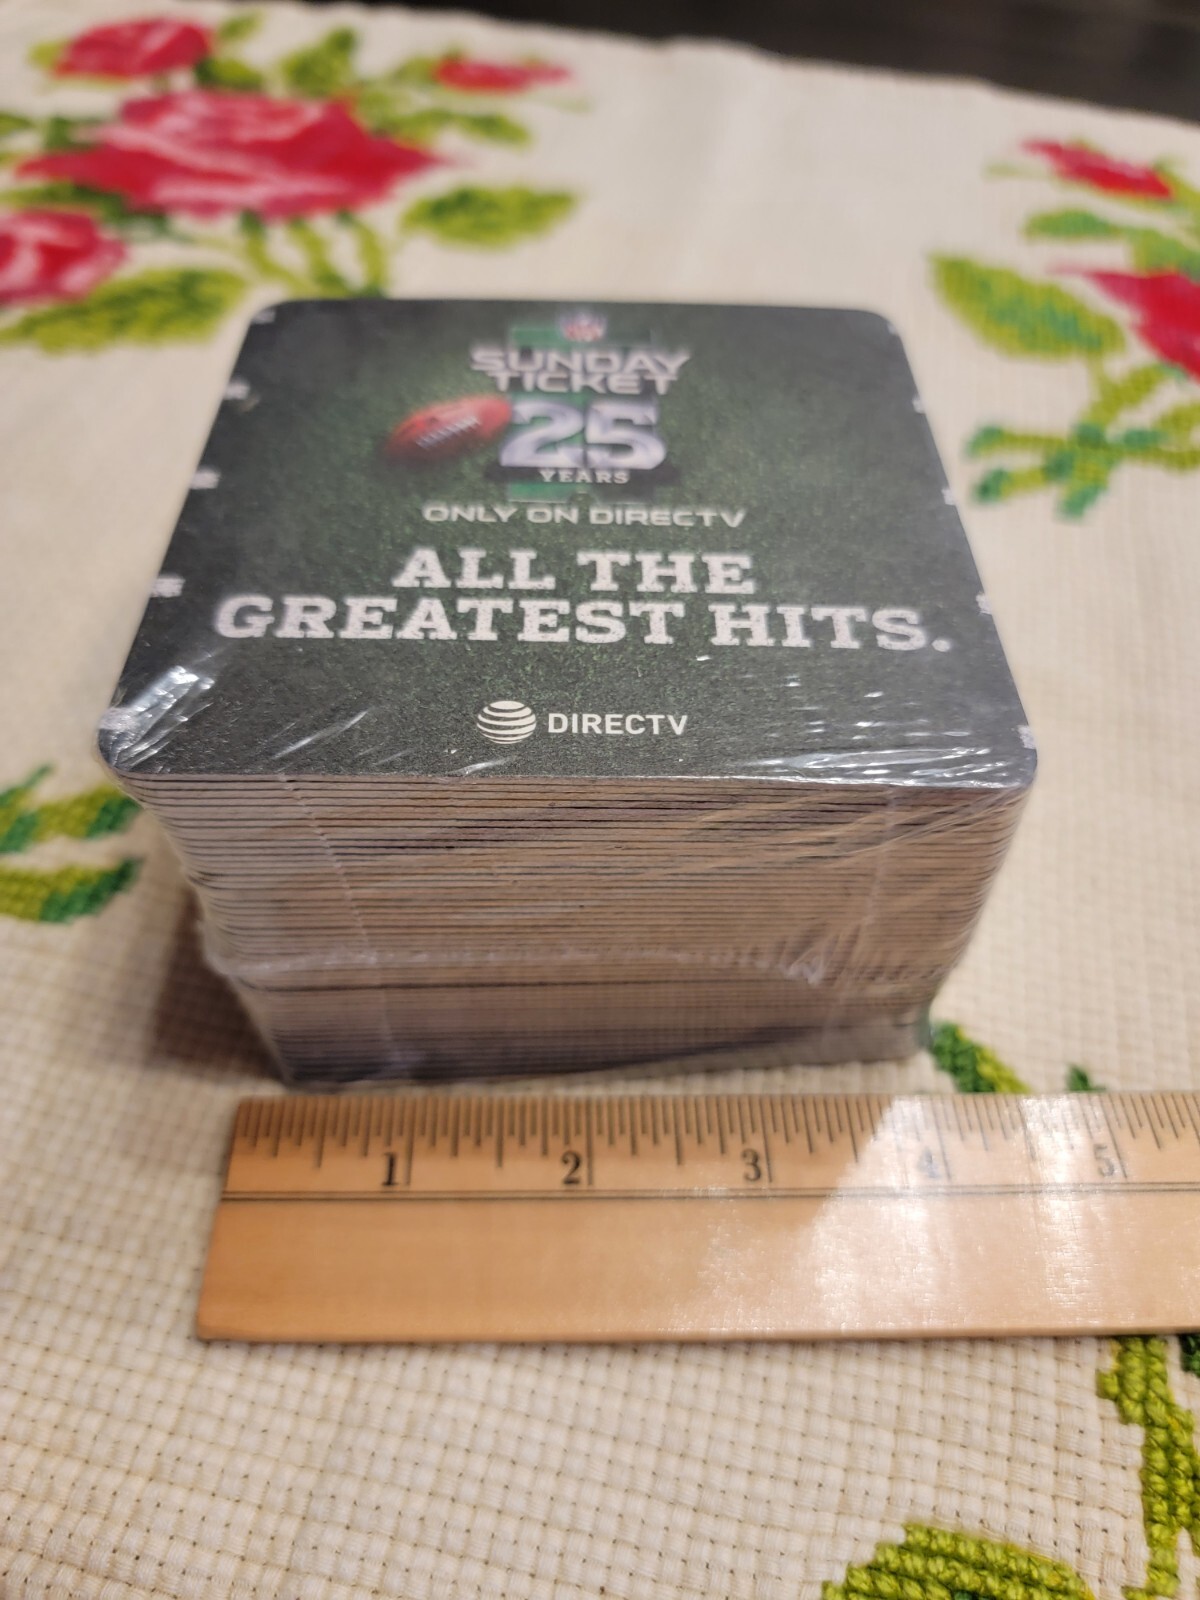 SUNDAY
TICKET
25
YEARS
ONLY ON DIRECTV
ALL THE
GREATEST HITS.
DIRECTV
1 2 3 4 5